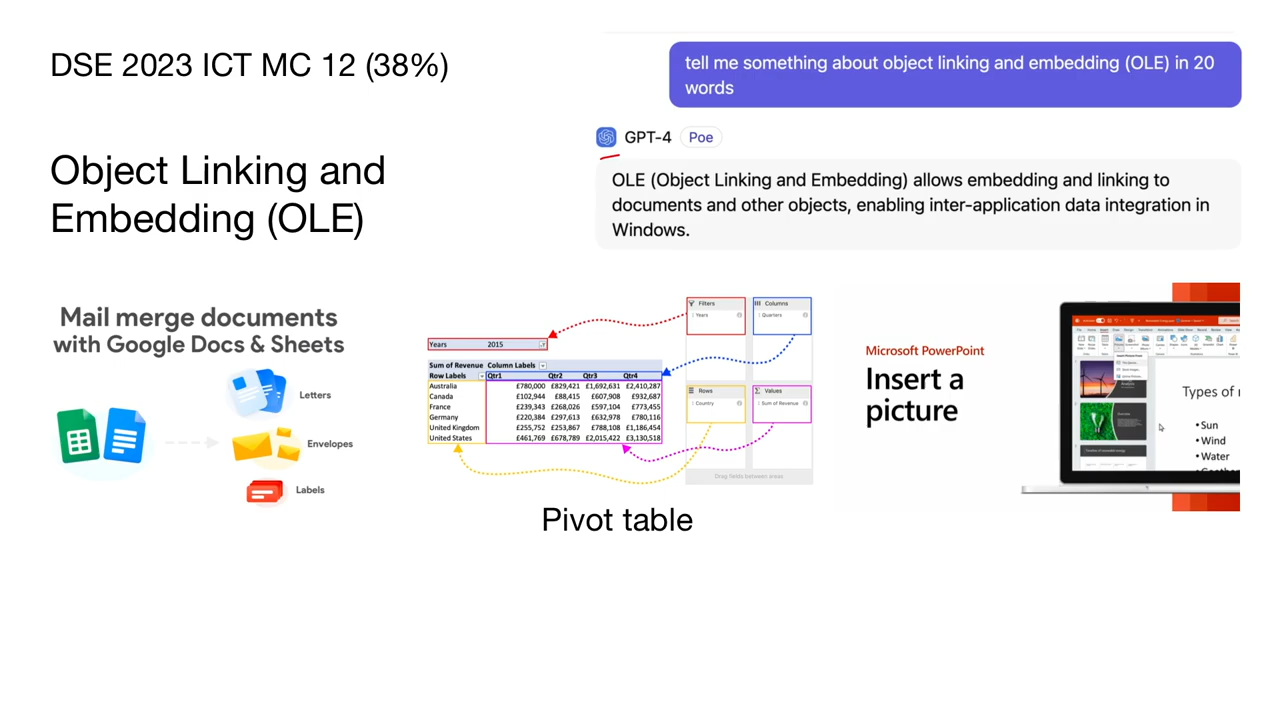 DSE 2023 ICT MC 12 (38%)
tell me something about object linking and embedding (OLE) in 20
words
GPT-4 Poe
Object Linking and
Embedding (OLE)
OLE (Object Linking and Embedding) allows embedding and linking to
documents and other objects, enabling inter-application data integration in
Windows.
Mail merge documents
with Google Docs & Sheets
Letters
Envelopes
Labels
Filters
Columns
Years
Quarters
Years 2015
Sum of Revenue Column Labels
Row Labels Qtr1 Qtr2 Qtr3 Qtr4
Australia £780,000 £829,421 £1,692,631 £2,410,287
Canada £102,944 £88,415 £607,908 £932,687
France £239,343 £268,026 £597,104 £773,455
Germany £220,384 £297,613 £632,978 £780,116
United Kingdom £255,752 £253,867 £788,108 £1,186,454
United States £461,769 £678,789 £2,015,422 £3,130,518
Rows
Values
Country
Sum of Revenue
Drag fields between areas
Pivot table
Microsoft PowerPoint
Insert a
picture
Types of
• Sun
• Wind
• Water